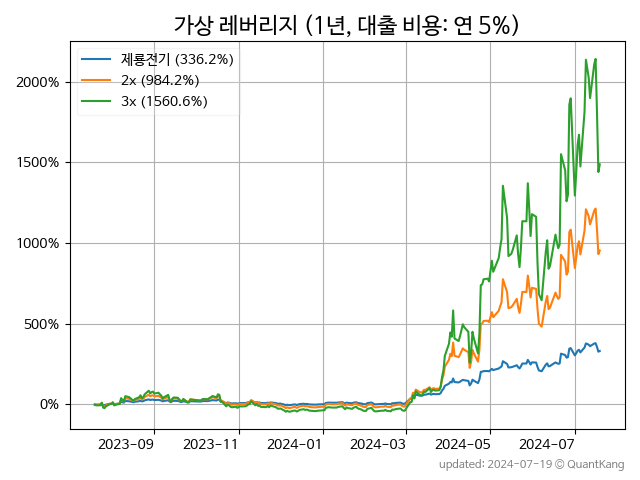 가상 레버리지 (1년, 대출 비용: 연 5%)
제룡전기 (336.2%)
2x (984.2%)
3x (1560.6%)
2000%
1500%
1000%
500%
0%
2023-09 2023-11 2024-01 2024-03 2024-05 2024-07
updated: 2024-07-19 © QuantKang